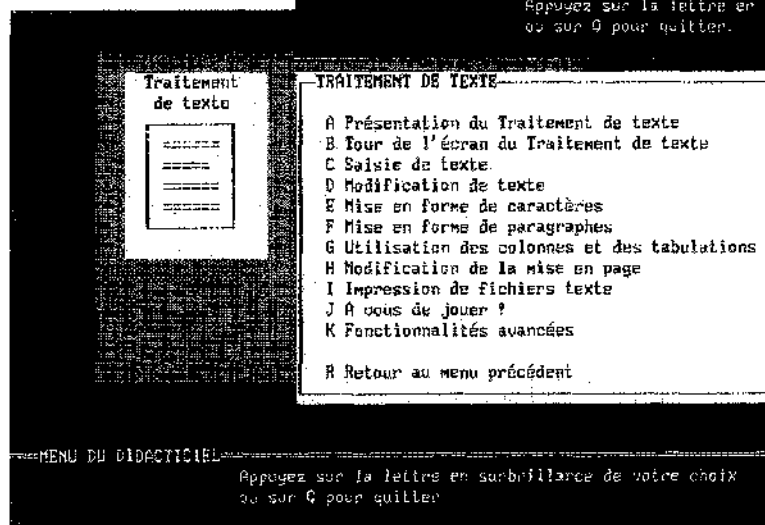 Appuyez sur la lettre en
ou sur Q pour quitter.
Traitement
de texte
TRAITEMENT DE TEXTE
A Présentation du Traitement de texte
B Tour de l'écran du Traitement de texte
C Saisie de texte
D Modification de texte
E Mise en forme de caractères
F Mise en forme de paragraphes
G Utilisation des colonnes et des tabulations
H Modification de la mise en page
I Impression de fichiers texte
J A vous de jouer !
K Fonctionnalités avancées
R Retour au menu précédent
MENU DU DIDACTICIEL
Appuyez sur la lettre en surbrillance de votre choix
ou sur Q pour quitter